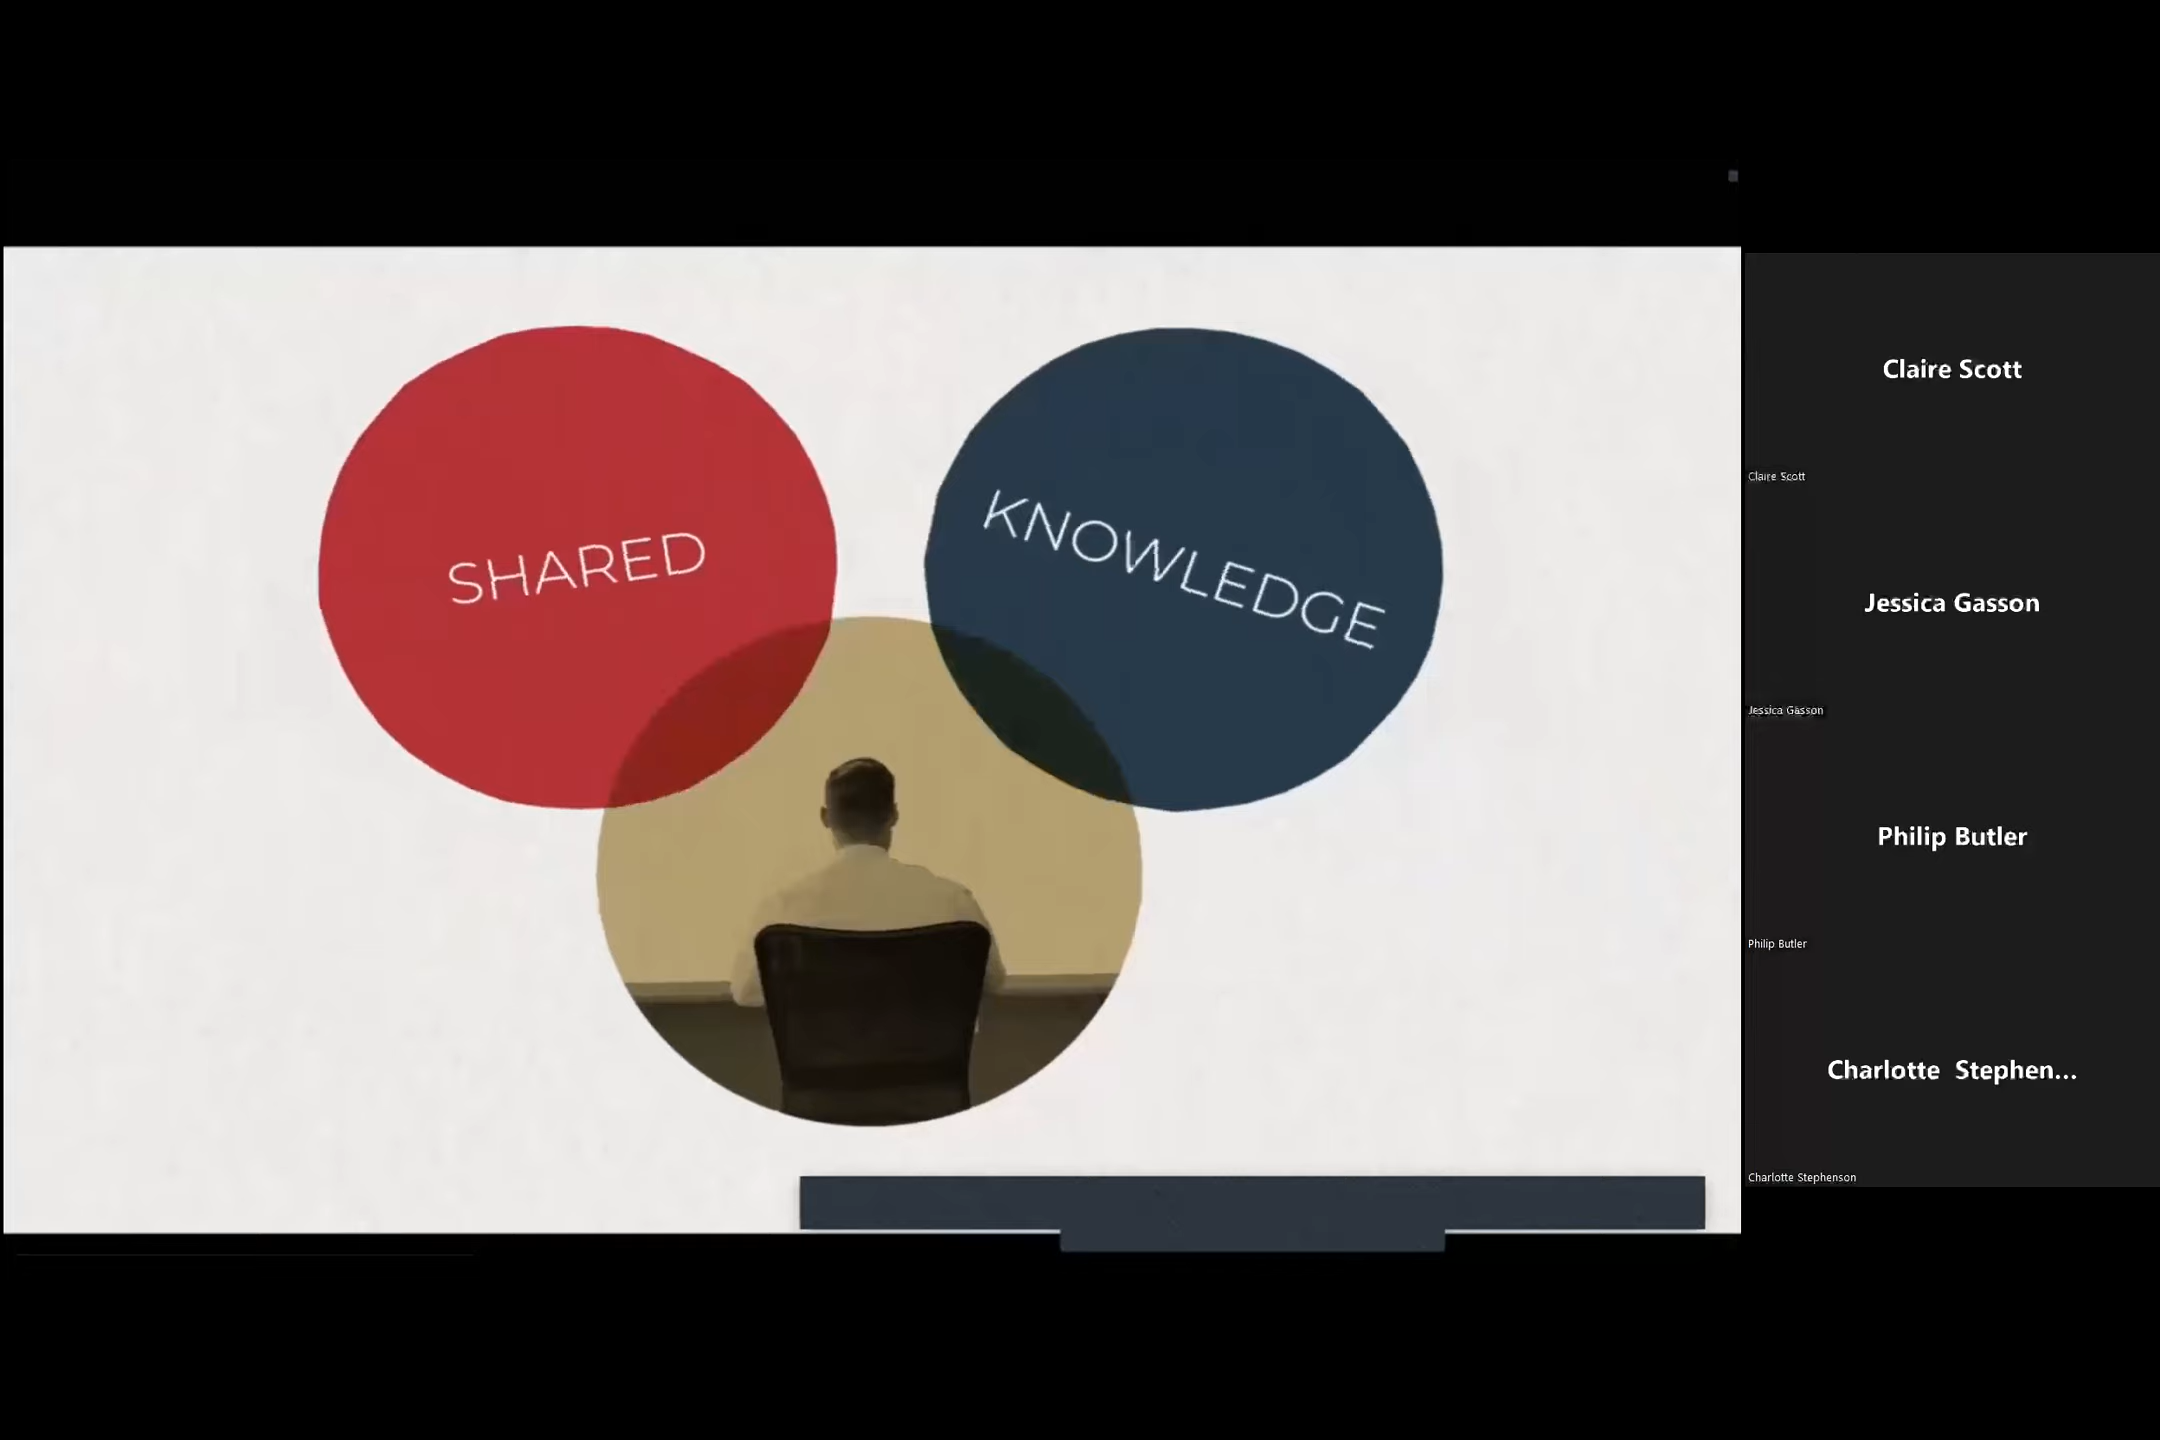 SHARED
KNOWLEDGE
Claire Scott
Claire Scott
Jessica Gasson
Jessica Gasson
Philip Butler
Philip Butler
Charlotte  Stephen...
Charlotte Stephenson